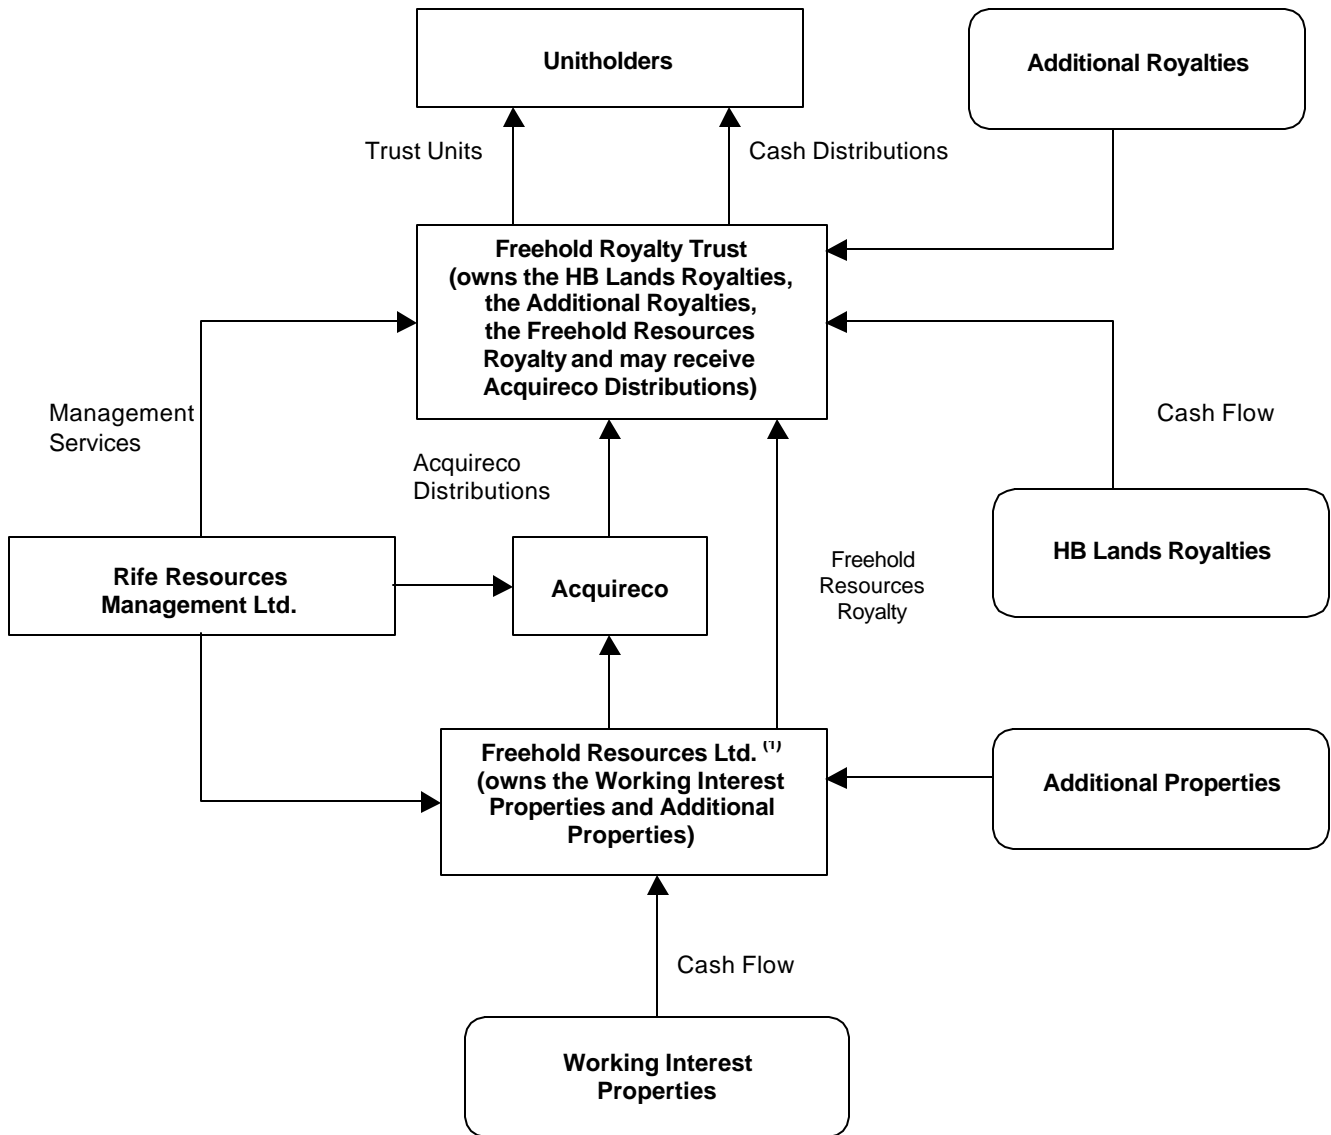 Unitholders
Additional Royalties
Trust Units
Cash Distributions
Freehold Royalty Trust
(owns the HB Lands Royalties,
the Additional Royalties,
the Freehold Resources
Royalty and may receive
Acquireco Distributions)
Management
Services
Cash Flow
Acquireco
Distributions
HB Lands Royalties
Freehold
Resources
Royalty
Rife Resources
Management Ltd.
Acquireco
Freehold Resources Ltd. (1)
(owns the Working Interest
Properties and Additional
Properties)
Additional Properties
Cash Flow
Working Interest
Properties